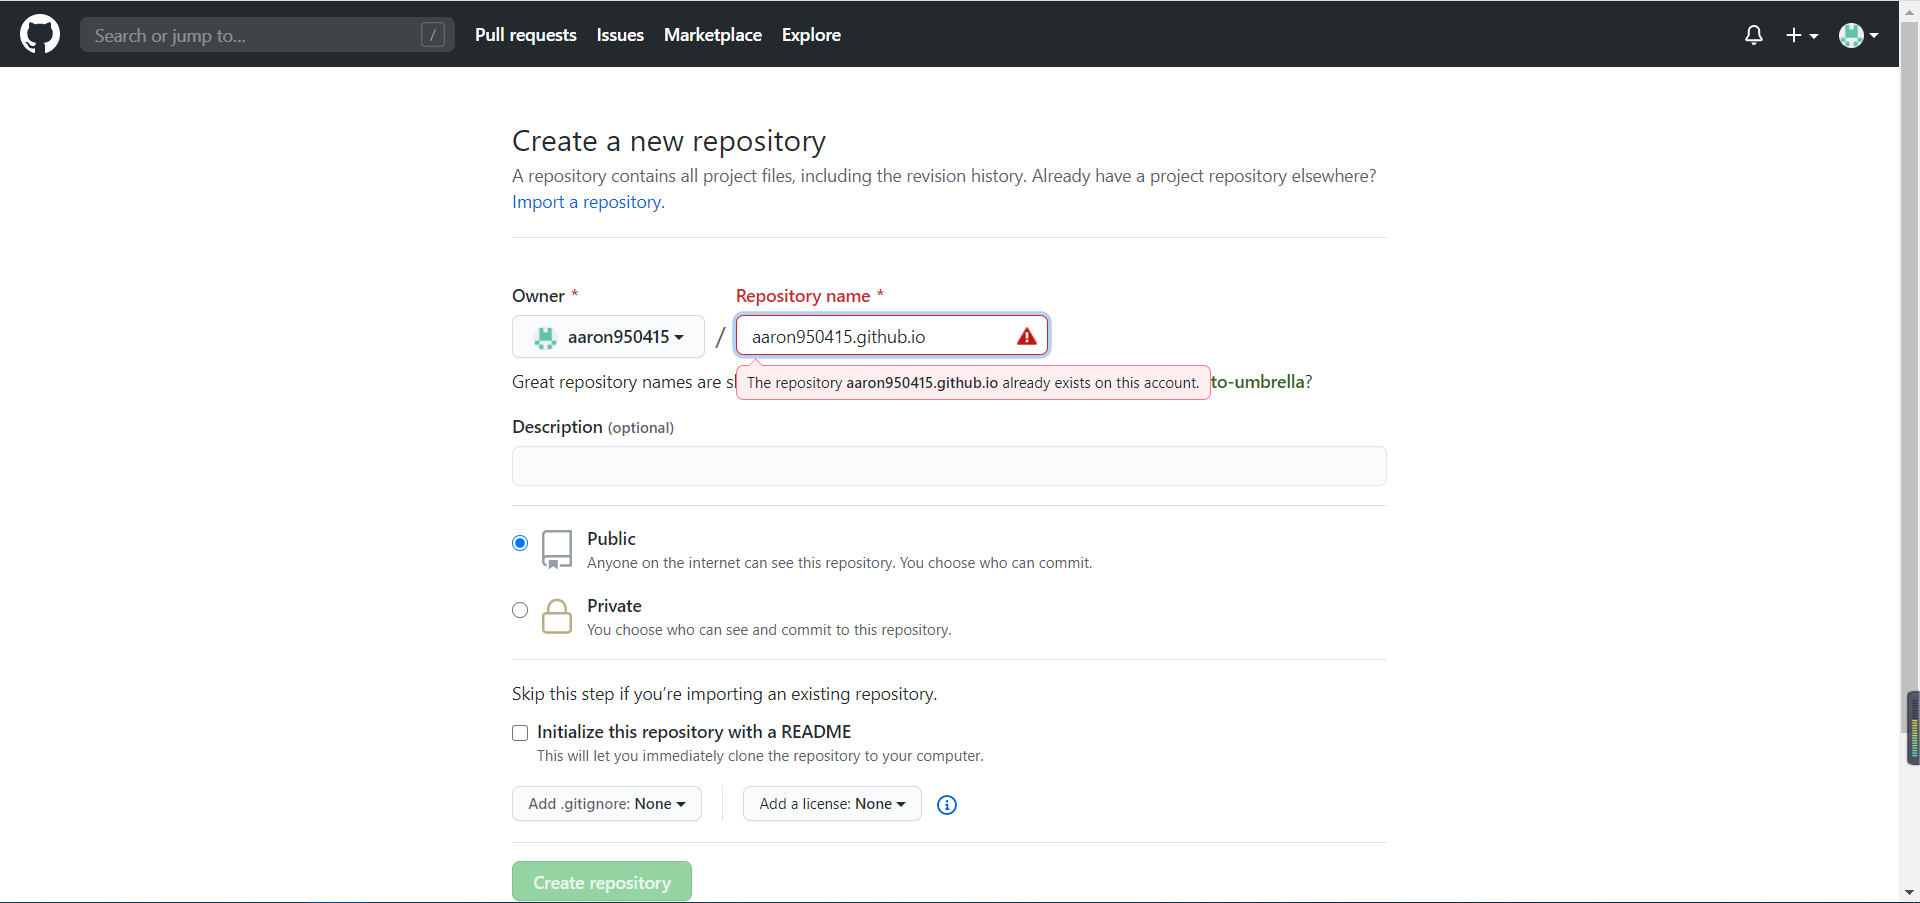 Search or jump to... / Pull requests Issues Marketplace Explore
Create a new repository
A repository contains all project files, including the revision history. Already have a project repository elsewhere?
Import a repository.
Owner * Repository name *
aaron950415 / aaron950415.github.io
Great repository names are The repository aaron950415.github.io already exists on this account. to-umbrella?
Description (optional)
Public
Anyone on the internet can see this repository. You choose who can commit.
Private
You choose who can see and commit to this repository.
Skip this step if you’re importing an existing repository.
Initialize this repository with a README
This will let you immediately clone the repository to your computer.
Add .gitignore: None Add a license: None
Create repository